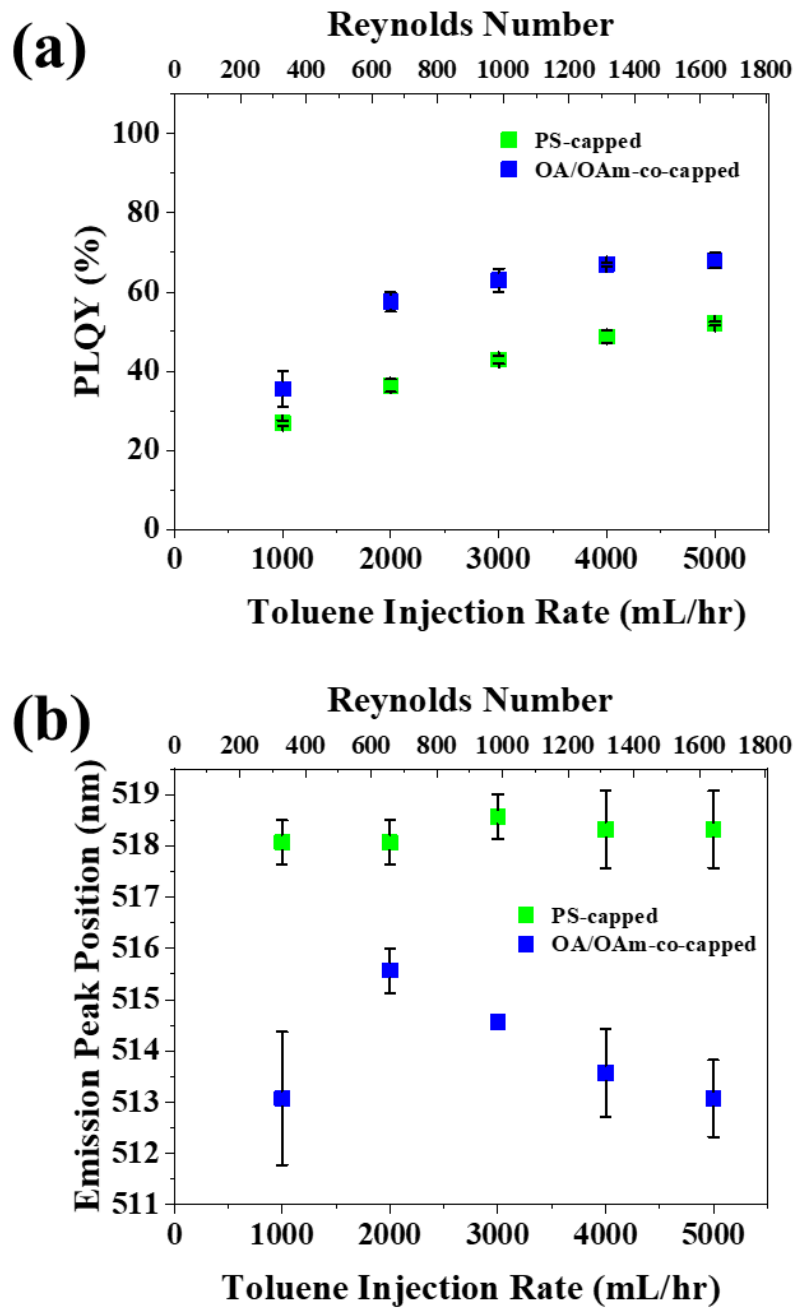 (a)
Reynolds Number
0 200 400 600 800 1000 1200 1400 1600 1800
100
80
60
40
20
0
PLQY (%)
PS-capped
OA/OAm-co-capped
0 1000 2000 3000 4000 5000
Toluene Injection Rate (mL/hr)
(b)
Reynolds Number
0 200 400 600 800 1000 1200 1400 1600 1800
519
518
517
516
515
514
513
512
511
Emission Peak Position (nm)
PS-capped
OA/OAm-co-capped
0 1000 2000 3000 4000 5000
Toluene Injection Rate (mL/hr)